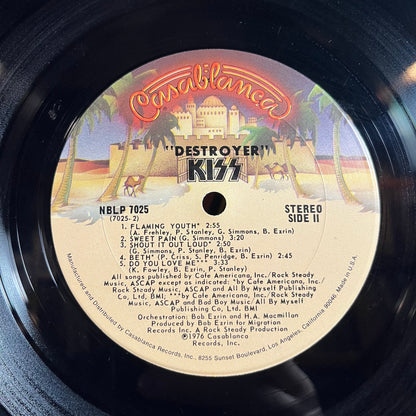 Casablanca
"DESTROYER"
KISS
NBLP 7025
(7025-2)
STEREO
SIDE II
1. FLAMING YOUTH* 2:55
(A. Frehley, P. Stanley, G. Simmons, B. Ezrin)
2. SWEET PAIN (G. Simmons) 3:20
3. SHOUT IT OUT LOUD* 2:50
(G. Simmons, P. Stanley, B. Ezrin)
4. BETH* (P. Criss, S. Penridge, B. Ezrin) 2:45
5. DO YOU LOVE ME*** 3:33
(K. Fowley, B. Ezrin, P. Stanley)
All songs published by Cafe Americana, Inc./Rock Steady
Music, ASCAP except as indicated: *by Cafe Americana, Inc./
Rock Steady Music, ASCAP and All By Myself Publishing
Co, Ltd, BMI; ***by Cafe Americana, Inc./Rock Steady
Music, ASCAP and Bad Boy Music/All By Myself
Publishing Co, Ltd BMI
Orchestration: Bob Ezrin and H.A. Macmillan
Produced by Bob Ezrin for Migration
Records Inc. A Rock Steady Production
©1976 Casablanca
Records, Inc.
Manufactured and Distributed by Casablanca Records, Inc., 8255 Sunset Boulevard, Los Angeles, California 90046, Made in U.S.A.